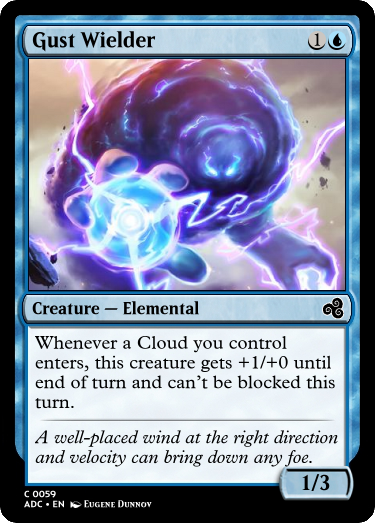 Gust Wielder 1
Creature — Elemental
Whenever a Cloud you control
enters, this creature gets +1/+0 until
end of turn and can't be blocked this
turn.
A well-placed wind at the right direction
and velocity can bring down any foe.
1/3
C 0059
ADC • EN Eugene Dunnov